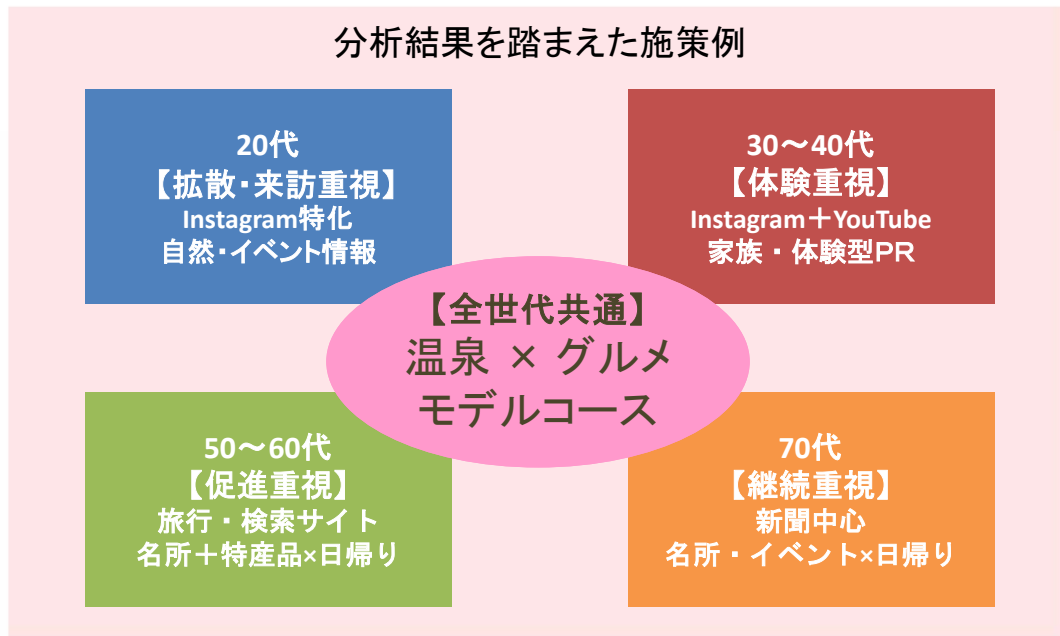 分析結果を踏まえた施策例
20代
【拡散・来訪重視】
Instagram特化
自然・イベント情報
30～40代
【体験重視】
Instagram＋YouTube
家族・体験型ＰＲ
【全世代共通】
温泉 × グルメ
モデルコース
50～60代
【促進重視】
旅行・検索サイト
名所＋特産品×日帰り
70代
【継続重視】
新聞中心
名所・イベント×日帰り